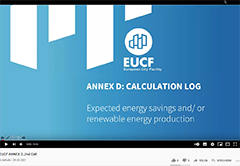 EUCF
European City Facility
ANNEX D: CALCULATION LOG
Expected energy savings and/ or
renewable energy production
EUCF ANNEX D_2nd Call